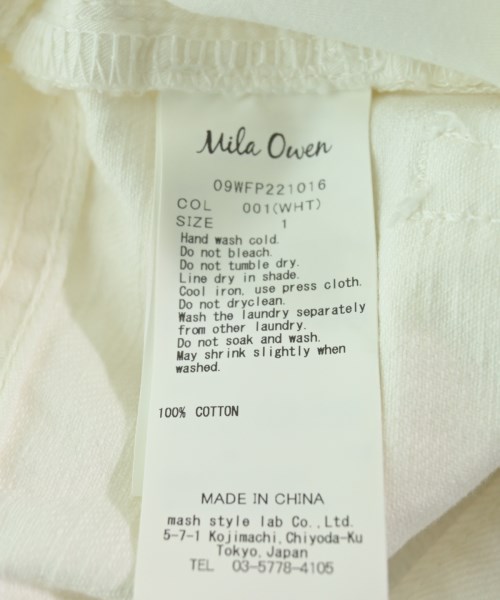 Mila Owen
09WFP221016
COL 001(WHT)
SIZE 1
Hand wash cold.
Do not bleach.
Do not tumble dry.
Line dry in shade.
Cool iron, use press cloth.
Do not dryclean.
Wash the laundry separately
from other laundry.
Do not soak and wash.
May shrink slightly when
washed.
100% COTTON
MADE IN CHINA
mash style lab Co.,Ltd.
5-7-1 Kojimachi,Chiyoda-Ku
Tokyo,Japan
TEL 03-5778-4105